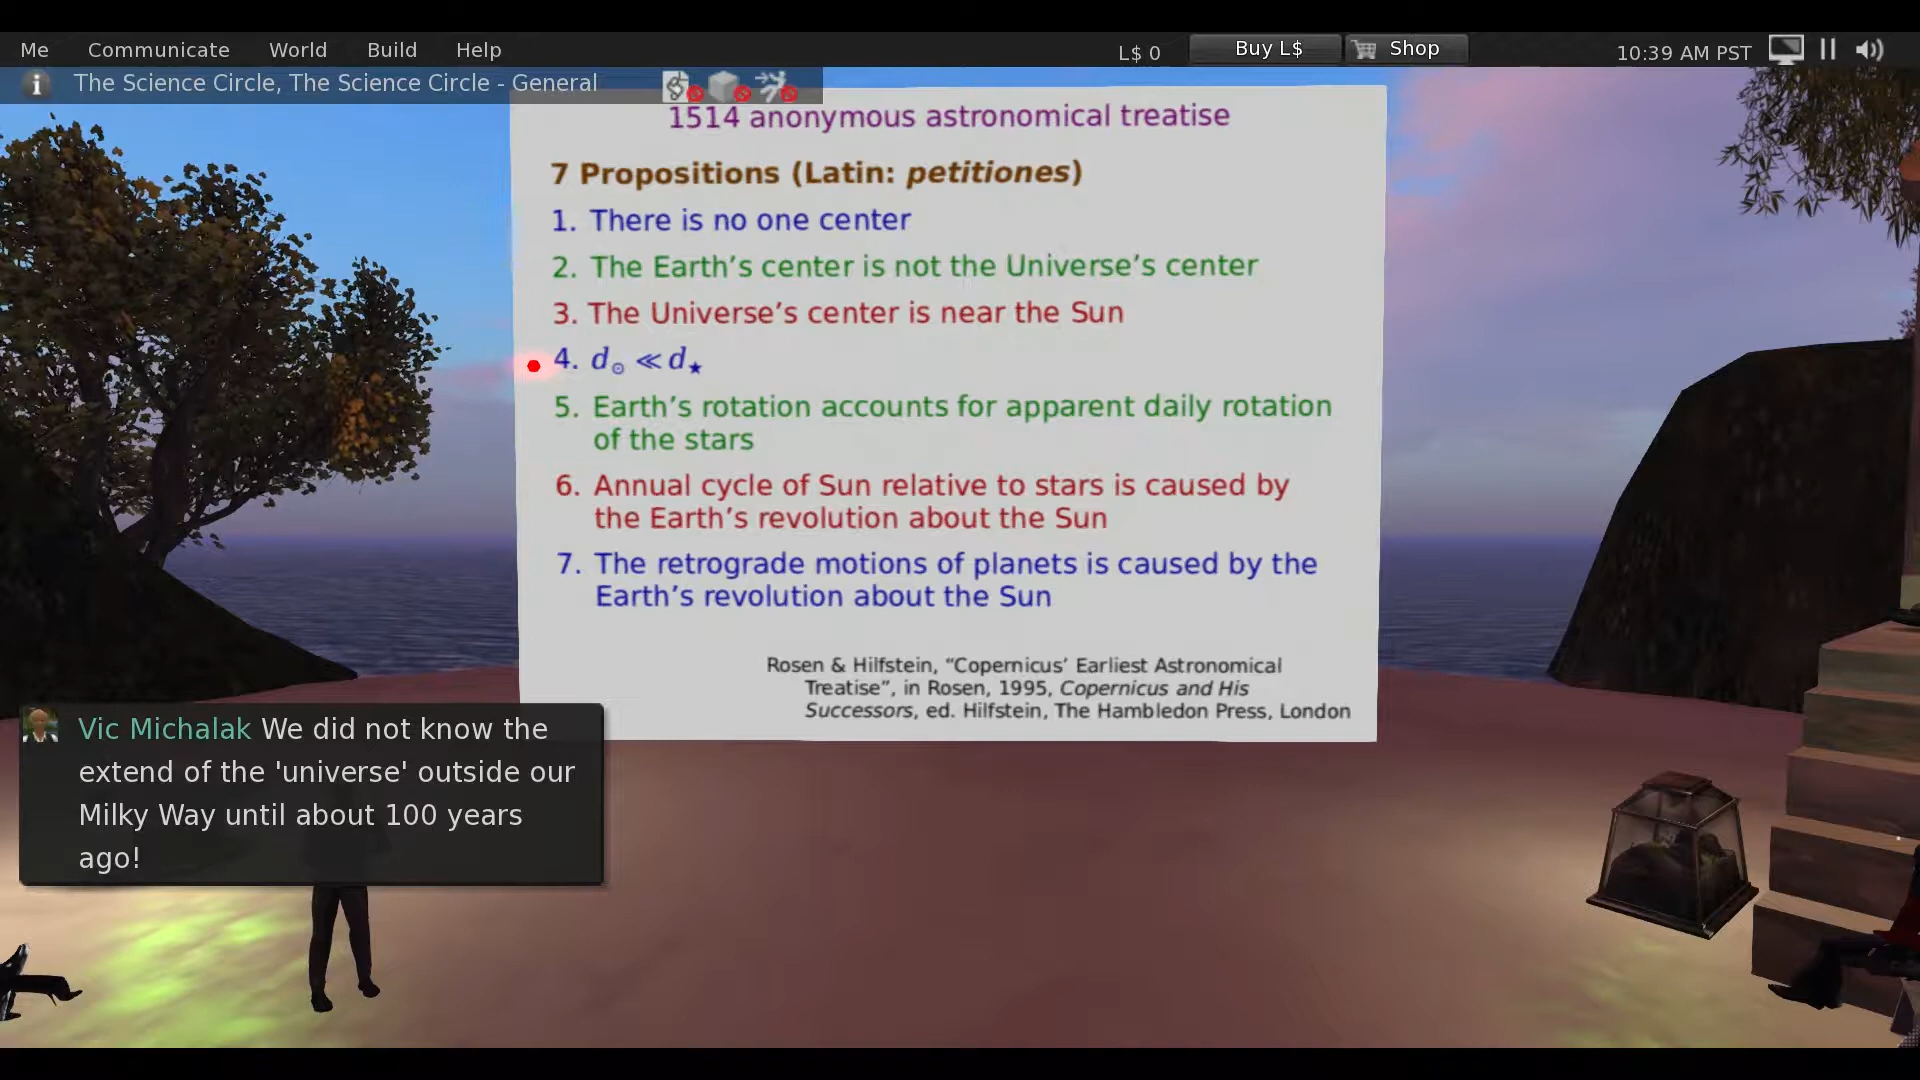 Me Communicate World Build Help L$ 0 Buy L$ Shop 10:39 AM PST
The Science Circle, The Science Circle - General
1514 anonymous astronomical treatise
7 Propositions (Latin: petitiones)
1. There is no one center
2. The Earth's center is not the Universe's center
3. The Universe's center is near the Sun
4. d☉ ≪ d★
5. Earth's rotation accounts for apparent daily rotation
of the stars
6. Annual cycle of Sun relative to stars is caused by
the Earth's revolution about the Sun
7. The retrograde motions of planets is caused by the
Earth's revolution about the Sun
Rosen & Hilfstein, “Copernicus’ Earliest Astronomical
Treatise”, in Rosen, 1995, Copernicus and His
Successors, ed. Hilfstein, The Hambledon Press, London
Vic Michalak We did not know the
extend of the 'universe' outside our
Milky Way until about 100 years
ago!